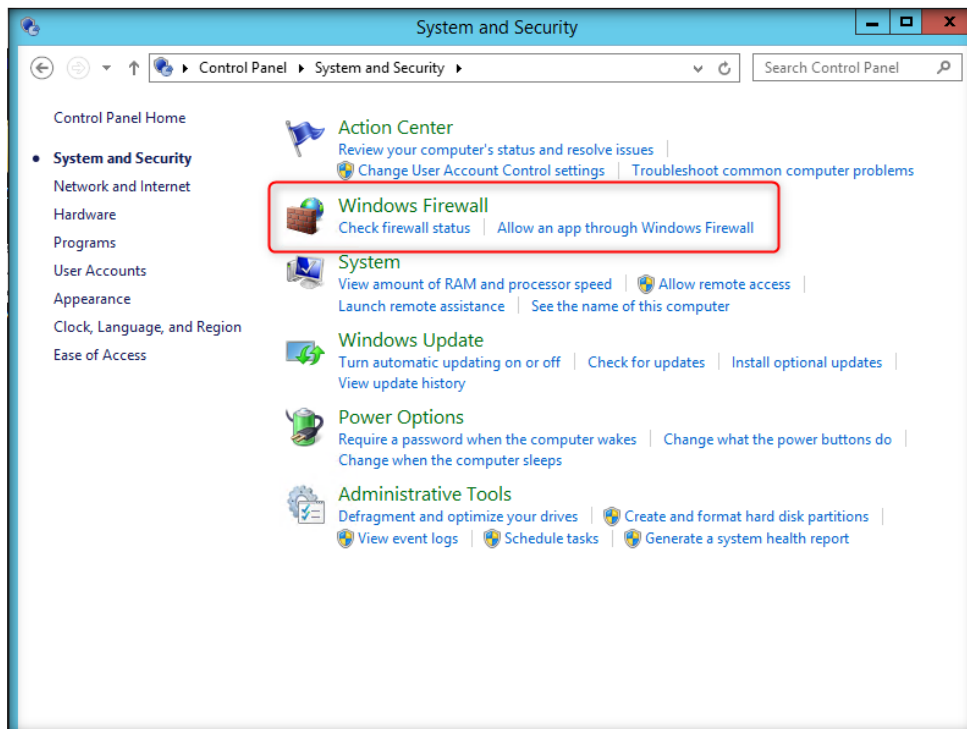 System and Security
Control Panel System and Security
Search Control Panel
Control Panel Home
System and Security
Network and Internet
Hardware
Programs
User Accounts
Appearance
Clock, Language, and Region
Ease of Access
Action Center
Review your computer's status and resolve issues
Change User Account Control settings Troubleshoot common computer problems
Windows Firewall
Check firewall status Allow an app through Windows Firewall
System
View amount of RAM and processor speed Allow remote access
Launch remote assistance See the name of this computer
Windows Update
Turn automatic updating on or off Check for updates Install optional updates
View update history
Power Options
Require a password when the computer wakes Change what the power buttons do
Change when the computer sleeps
Administrative Tools
Defragment and optimize your drives Create and format hard disk partitions
View event logs Schedule tasks Generate a system health report